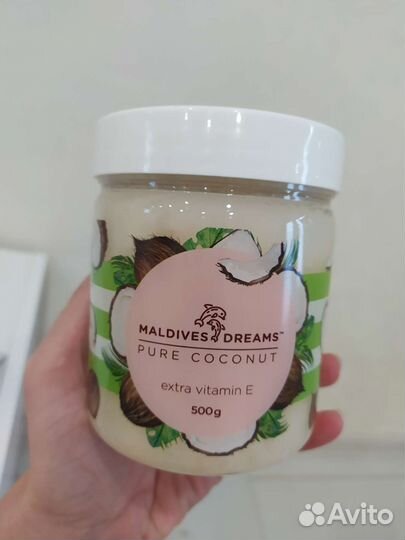 MALDIVES DREAMS™
PURE COCONUT
extra vitamin E
500g
Avito